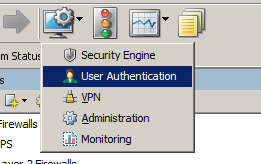 m Status
Security Engine
s
User Authentication
VPN
Firewalls
Administration
PS
Monitoring
ayer 2 Firewalls